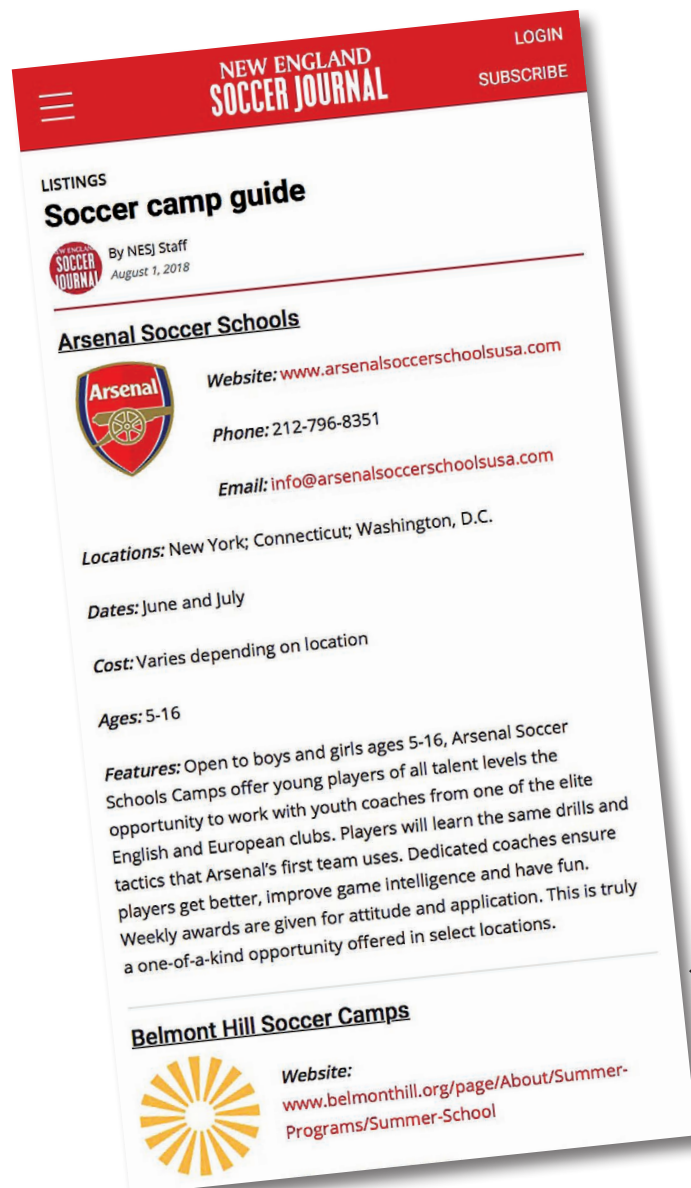 LOGIN
NEW ENGLAND
SOCCER JOURNAL
SUBSCRIBE
LISTINGS
Soccer camp guide
NEW ENGLAND
SOCCER
JOURNAL
By NESJ Staff
August 1, 2018
Arsenal Soccer Schools
Arsenal
Website: www.arsenalsoccerschoolsusa.com
Phone: 212-796-8351
Email: info@arsenalsoccerschoolsusa.com
Locations: New York; Connecticut; Washington, D.C.
Dates: June and July
Cost: Varies depending on location
Ages: 5-16
Features: Open to boys and girls ages 5-16, Arsenal Soccer
Schools Camps offer young players of all talent levels the
opportunity to work with youth coaches from one of the elite
English and European clubs. Players will learn the same drills and
tactics that Arsenal's first team uses. Dedicated coaches ensure
players get better, improve game intelligence and have fun.
Weekly awards are given for attitude and application. This is truly
a one-of-a-kind opportunity offered in select locations.
Belmont Hill Soccer Camps
Website:
www.belmonthill.org/page/About/Summer-
Programs/Summer-School